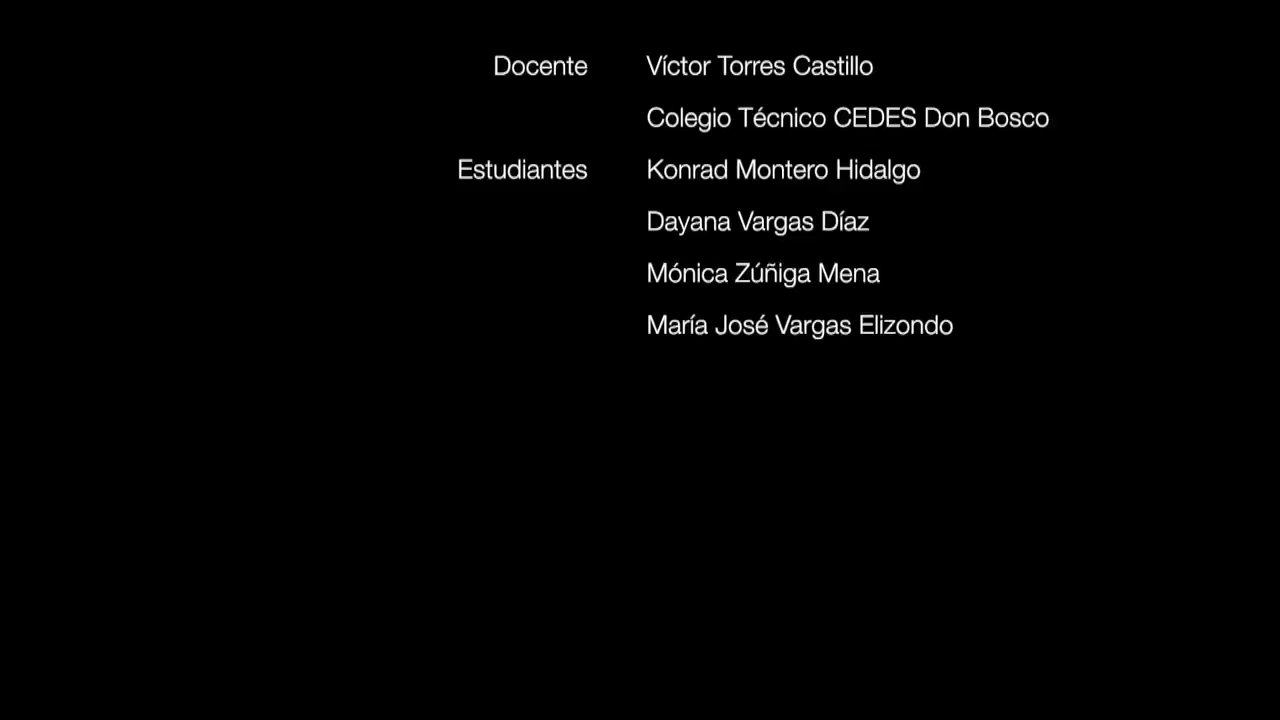 Docente Víctor Torres Castillo
Colegio Técnico CEDES Don Bosco
Estudiantes Konrad Montero Hidalgo
Dayana Vargas Díaz
Mónica Zúñiga Mena
María José Vargas Elizondo